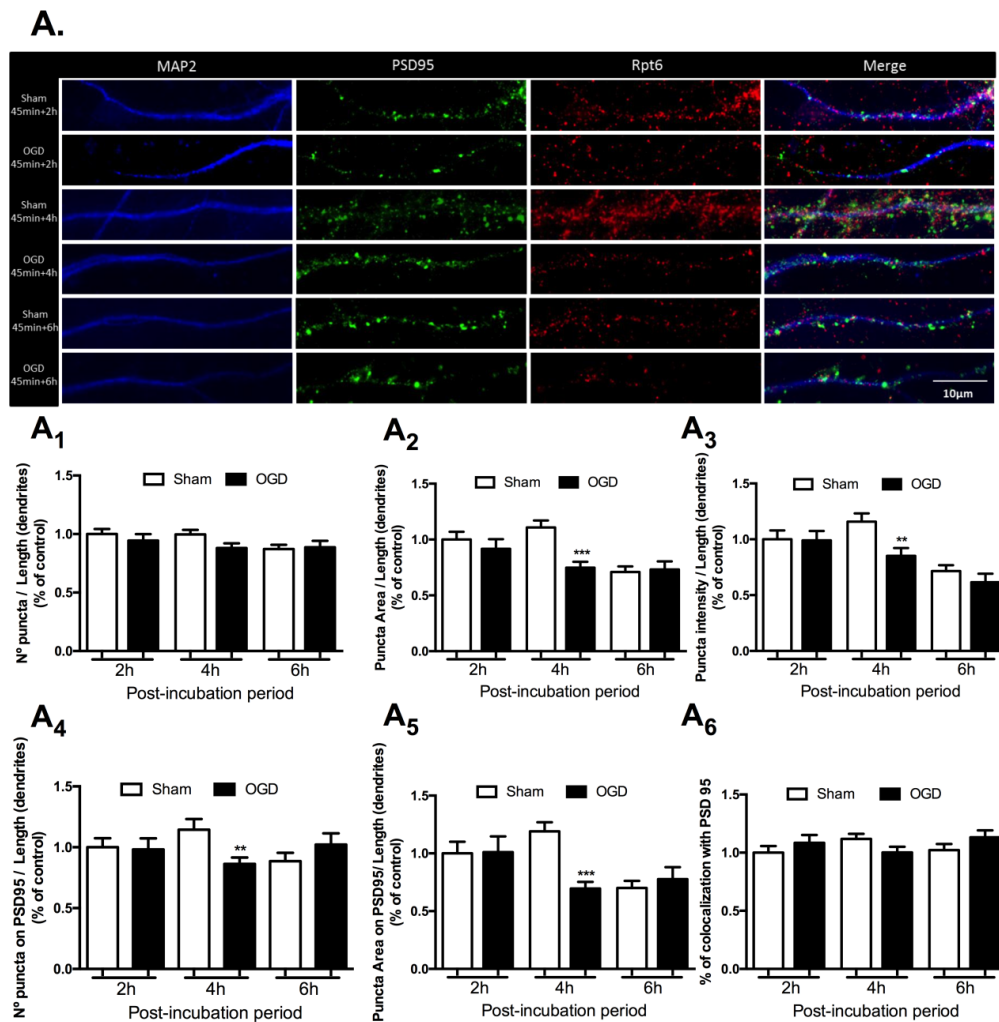 A.
MAP2 PSD95 Rpt6 Merge
Sham
45min+2h
OGD
45min+2h
Sham
45min+4h
OGD
45min+4h
Sham
45min+6h
OGD
45min+6h
10μm
A1
Nº puncta / Length (dendrites)
(% of control)
Sham OGD
1.5
1.0
0.5
0.0
2h 4h 6h
Post-incubation period
A2
Puncta Area / Length (dendrites)
(% of control)
Sham OGD
1.5
1.0
0.5
0.0
***
2h 4h 6h
Post-incubation period
A3
Puncta intensity / Length (dendrites)
(% of control)
Sham OGD
1.5
1.0
0.5
0.0
**
2h 4h 6h
Post-incubation period
A4
Nº puncta on PSD95 / Length (dendrites)
(% of control)
Sham OGD
1.5
1.0
0.5
0.0
**
2h 4h 6h
Post-incubation period
A5
Puncta Area on PSD95/ Length (dendrites)
(% of control)
Sham OGD
1.5
1.0
0.5
0.0
***
2h 4h 6h
Post-incubation period
A6
% of colocalization with PSD 95
Sham OGD
1.5
1.0
0.5
0.0
2h 4h 6h
Post-incubation period